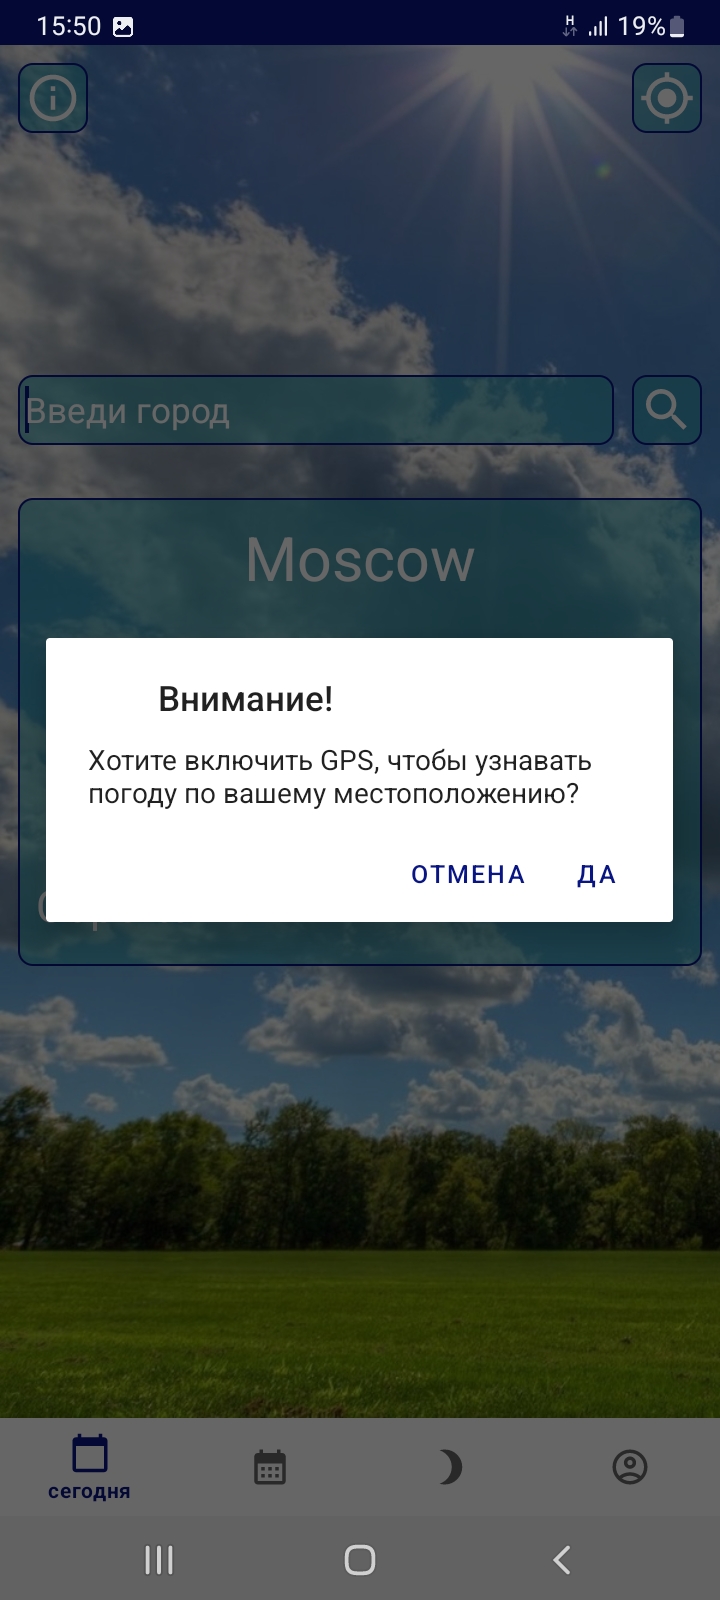 15:50
H 19%
Введи город
Moscow
Внимание!
Хотите включить GPS, чтобы узнавать
погоду по вашему местоположению?
ОТМЕНА ДА
сегодня